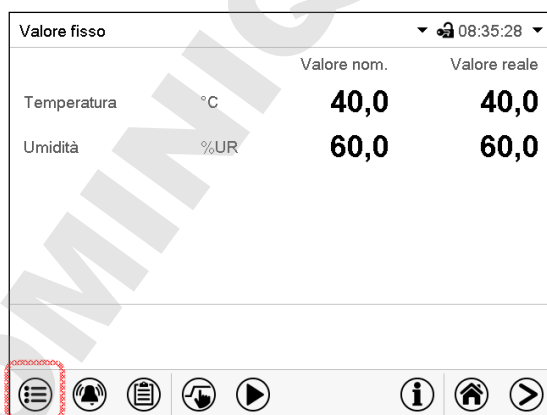 Valore fisso 08:35:28
Valore nom. Valore reale
Temperatura °C 40,0 40,0
Umidità %UR 60,0 60,0